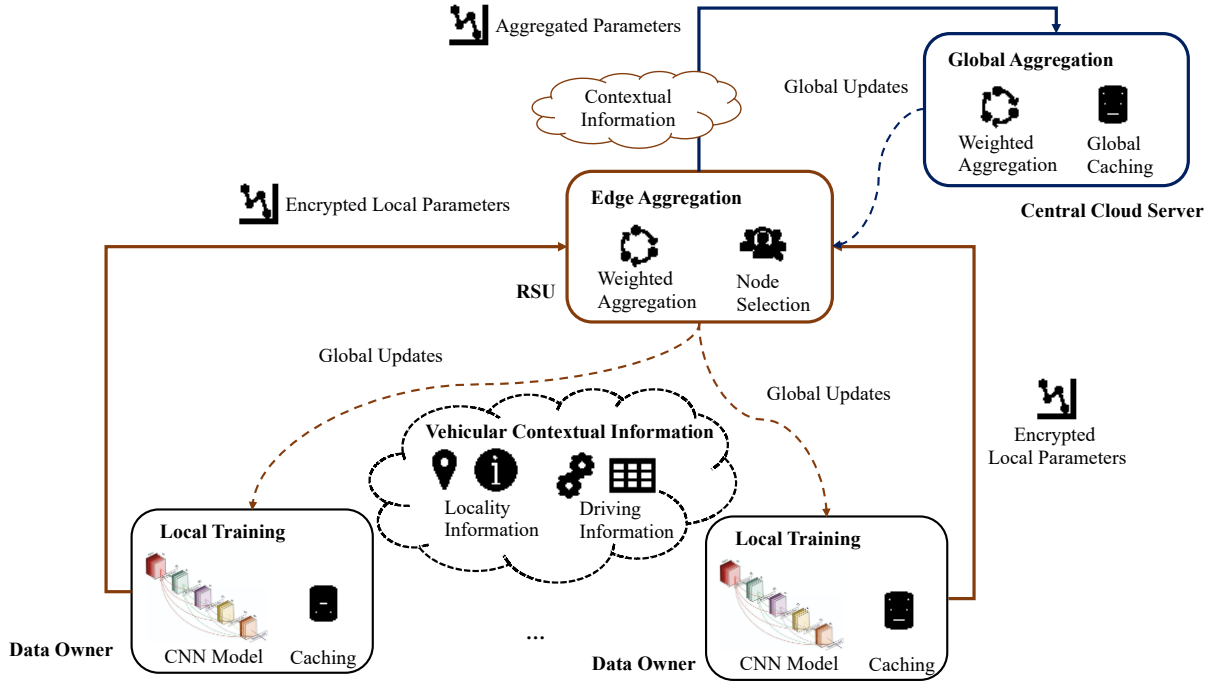 Aggregated Parameters
Global Aggregation
Global Updates
Contextual
Information
Weighted
Aggregation
Global
Caching
Central Cloud Server
Encrypted Local Parameters
Edge Aggregation
Weighted
Aggregation
Node
Selection
RSU
Global Updates
Global Updates
Encrypted
Local Parameters
Vehicular Contextual Information
Locality
Information
Driving
Information
Local Training
CNN Model
Caching
Data Owner
...
Local Training
CNN Model
Caching
Data Owner